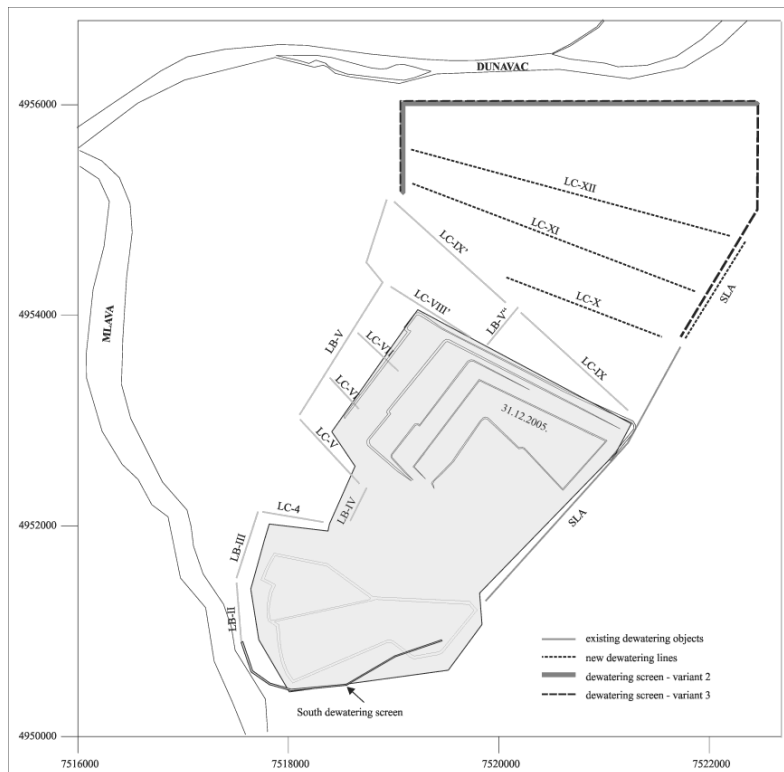 DUNAVAC
4956000
LC-XII
LC-XI
LC-IX'
SLA
LC-X
LC-VIII'
4954000
LB-V''
MLAVA
LB-V
LC-VII
LC-IX
LC-VI
31.12.2005.
LC-V
LC-4
LB-IV
4952000
SLA
LB-III
LB-II
existing dewatering objects
new dewatering lines
dewatering screen - variant 2
dewatering screen - variant 3
South dewatering screen
4950000
7516000
7518000
7520000
7522000